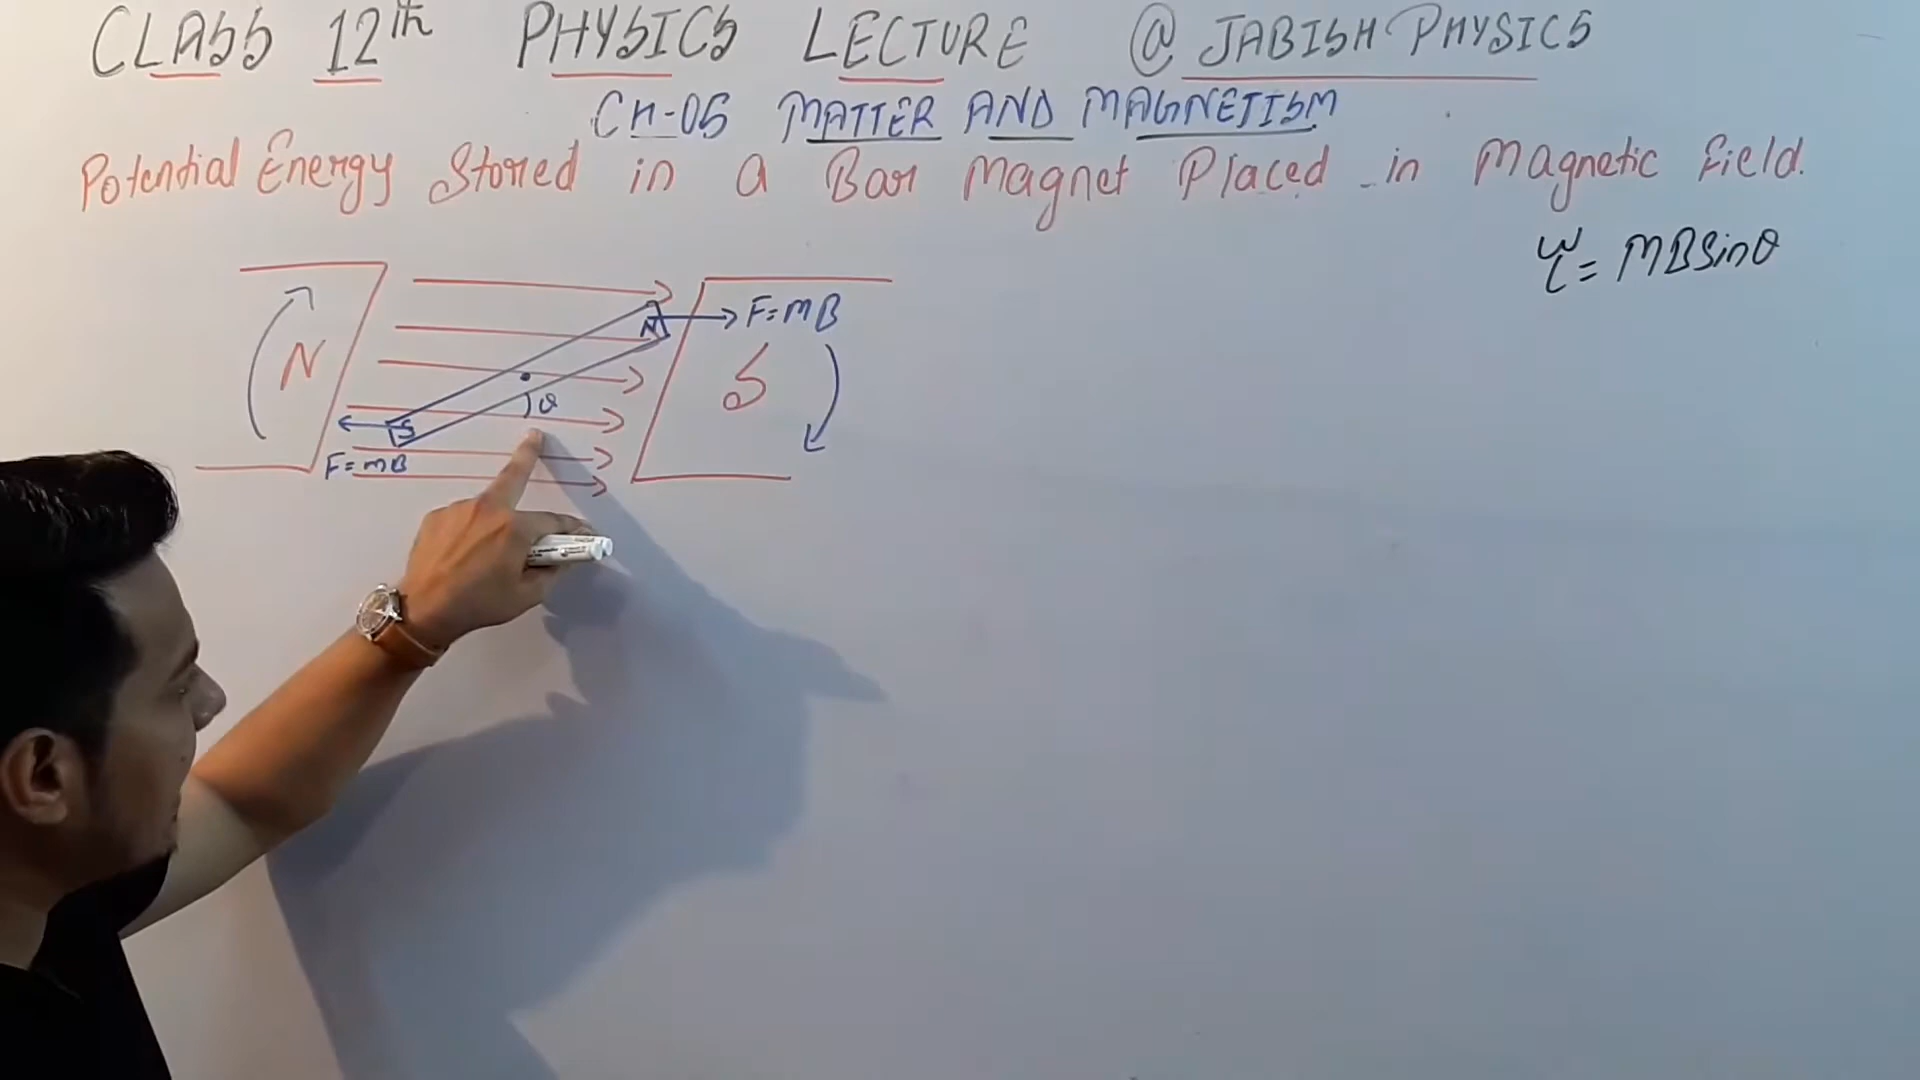 CLASS 12th PHYSICS LECTURE @ JABISH PHYSICS
CH-05 MATTER AND MAGNETISM
Potential Energy Stored in a Bar Magnet Placed in Magnetic Field.
τ = MBSinθ
N
N
F=mB
S
θ
S
F=mB